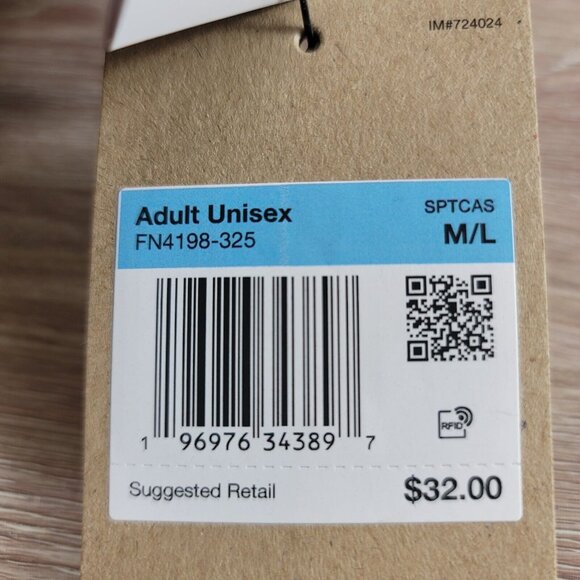 IM#724024
Adult Unisex
SPTCAS
FN4198-325
M/L
RFID
1 96976 34389 7
Suggested Retail
$32.00